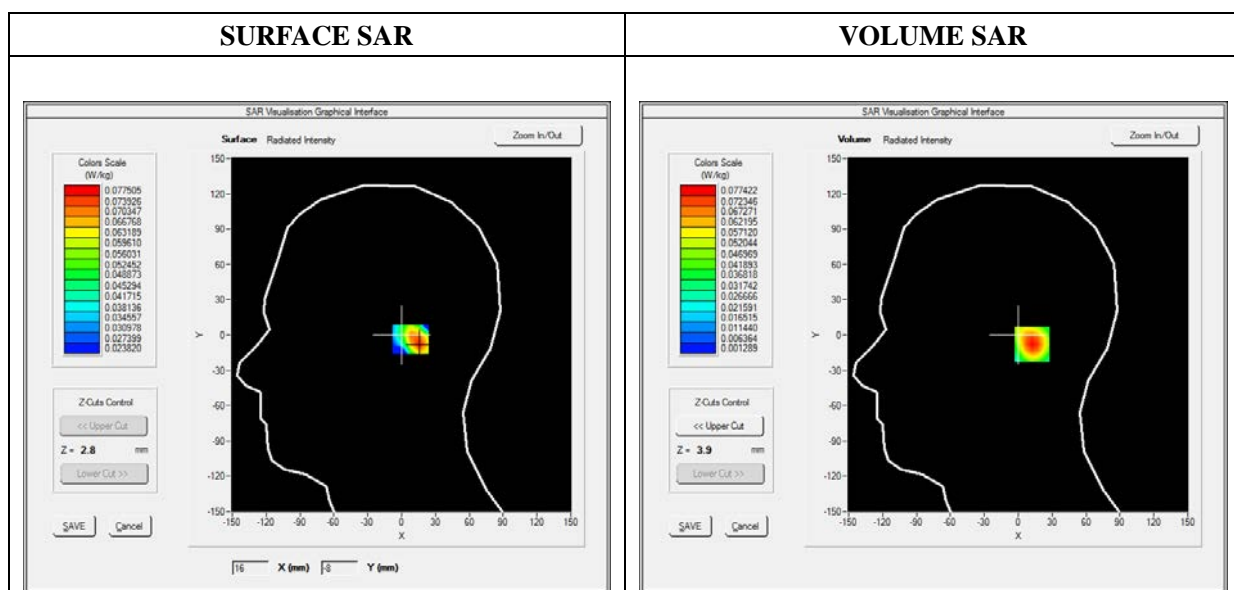 SURFACE SAR
VOLUME SAR
SAR Visualisation Graphical Interface
Surface Radiated Intensity
Zoom In/Out
Colors Scale
(W/kg)
0.077505
0.073926
0.070347
0.066768
0.063189
0.059610
0.056031
0.052452
0.048873
0.045294
0.041715
0.038136
0.034557
0.030978
0.027399
0.023820
Z-Cuts Control
<< Upper Cut
Z = 2.8 mm
Lower Cut >>
SAVE Cancel
150
120
90
60
30
0
-30
-60
-90
-120
-150
Y
-150 -120 -90 -60 -30 0 30 60 90 120 150
X
16 X (mm) -8 Y (mm)
SAR Visualisation Graphical Interface
Volume Radiated Intensity
Zoom In/Out
Colors Scale
(W/kg)
0.077422
0.072346
0.067271
0.062195
0.057120
0.052044
0.046969
0.041893
0.036818
0.031742
0.026666
0.021591
0.016515
0.011440
0.006364
0.001289
Z-Cuts Control
<< Upper Cut
Z = 3.9 mm
Lower Cut >>
SAVE Cancel
150
120
90
60
30
0
-30
-60
-90
-120
-150
Y
-150 -120 -90 -60 -30 0 30 60 90 120 150
X